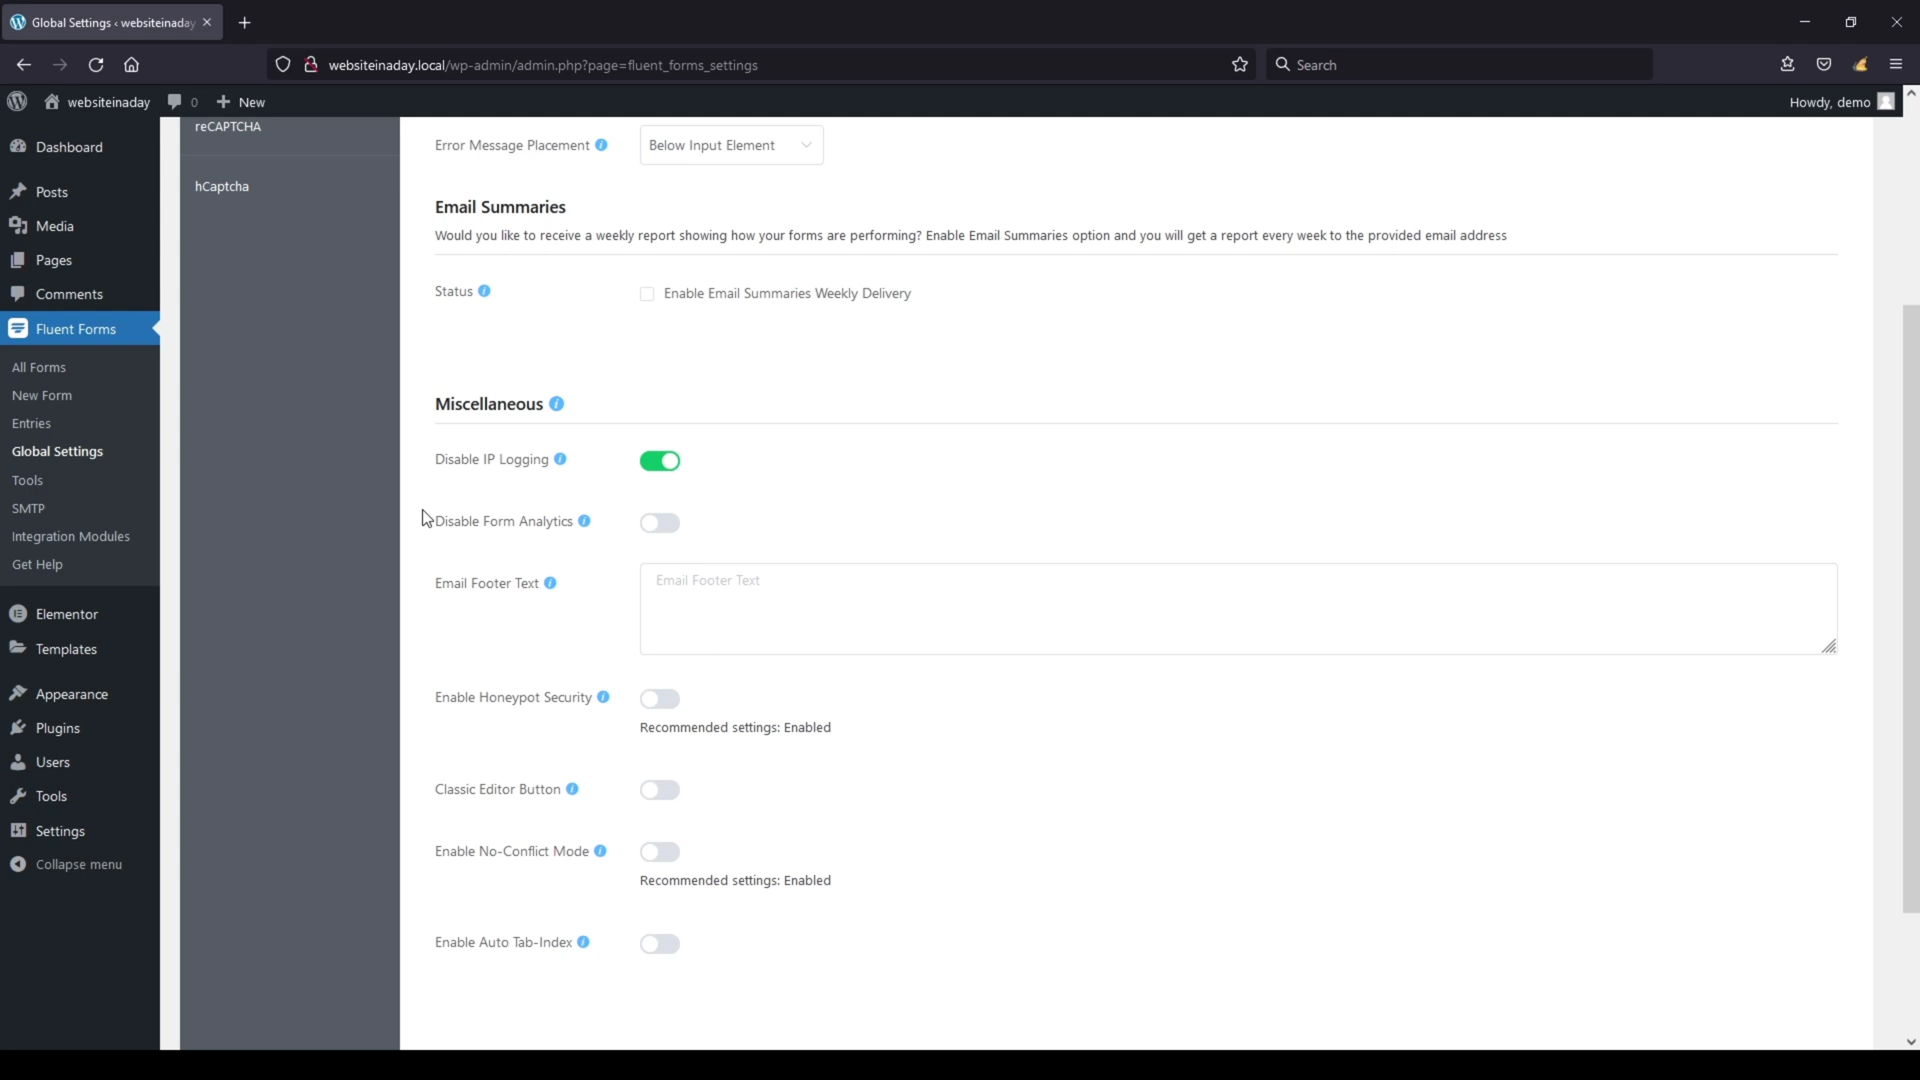 Global Settings ‹ websiteinaday
websiteinaday.local/wp-admin/admin.php?page=fluent_forms_settings
Search
websiteinaday
0
New
Howdy, demo
Dashboard
Posts
Media
Pages
Comments
Fluent Forms
All Forms
New Form
Entries
Global Settings
Tools
SMTP
Integration Modules
Get Help
Elementor
Templates
Appearance
Plugins
Users
Tools
Settings
Collapse menu
reCAPTCHA
hCaptcha
Error Message Placement
Below Input Element
Email Summaries
Would you like to receive a weekly report showing how your forms are performing? Enable Email Summaries option and you will get a report every week to the provided email address
Status
Enable Email Summaries Weekly Delivery
Miscellaneous
Disable IP Logging
Disable Form Analytics
Email Footer Text
Email Footer Text
Enable Honeypot Security
Recommended settings: Enabled
Classic Editor Button
Enable No-Conflict Mode
Recommended settings: Enabled
Enable Auto Tab-Index